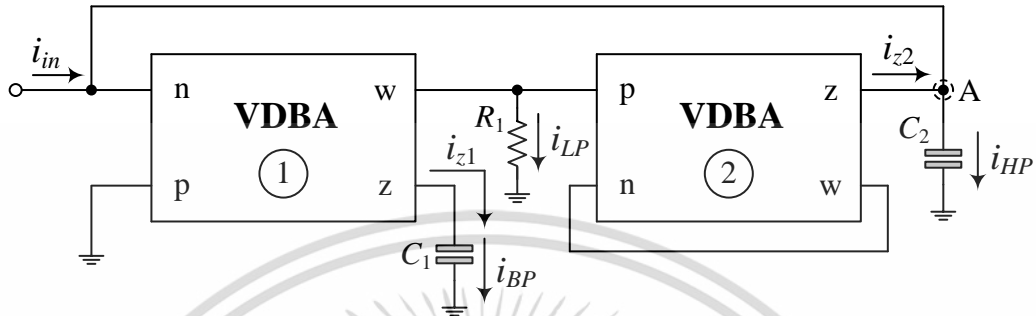 i_in
n
VDBA
1
w
p
z
i_z1
C_1
i_BP
R_1
i_LP
p
VDBA
2
n
z
w
i_z2
A
C_2
i_HP